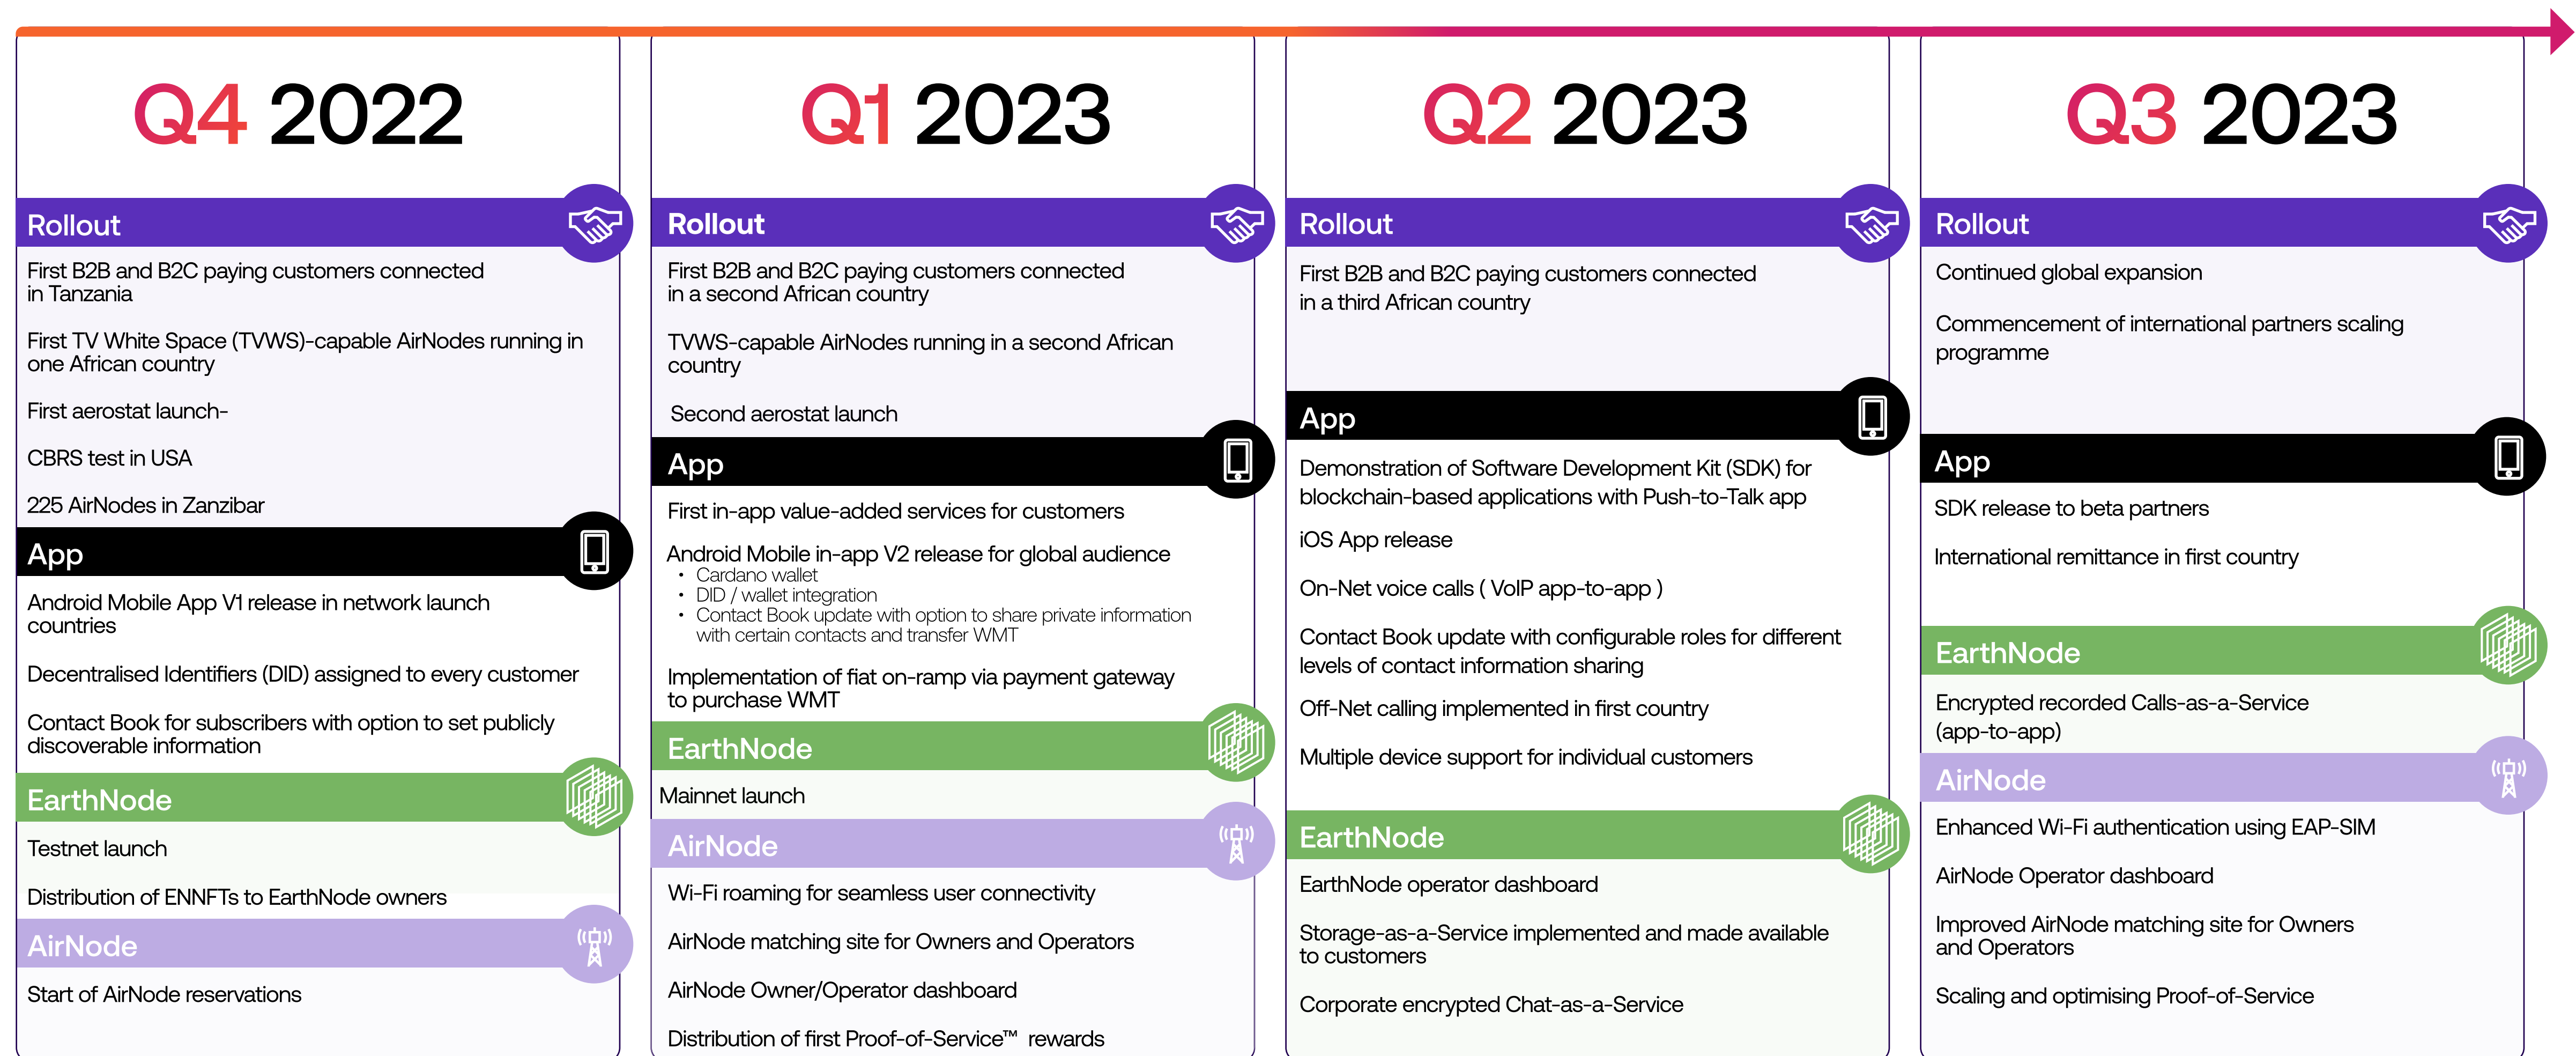 Q4 2022
Rollout
First B2B and B2C paying customers connected
in Tanzania
First TV White Space (TVWS)-capable AirNodes running in
one African country
First aerostat launch-
CBRS test in USA
225 AirNodes in Zanzibar
App
Android Mobile App V1 release in network launch
countries
Decentralised Identifiers (DID) assigned to every customer
Contact Book for subscribers with option to set publicly
discoverable information
EarthNode
Testnet launch
Distribution of ENNFTs to EarthNode owners
AirNode
Start of AirNode reservations
Q1 2023
Rollout
First B2B and B2C paying customers connected
in a second African country
TVWS-capable AirNodes running in a second African
country
Second aerostat launch
App
First in-app value-added services for customers
Android Mobile in-app V2 release for global audience
• Cardano wallet
• DID / wallet integration
• Contact Book update with option to share private information
with certain contacts and transfer WMT
Implementation of fiat on-ramp via payment gateway
to purchase WMT
EarthNode
Mainnet launch
AirNode
Wi-Fi roaming for seamless user connectivity
AirNode matching site for Owners and Operators
AirNode Owner/Operator dashboard
Distribution of first Proof-of-Service™ rewards
Q2 2023
Rollout
First B2B and B2C paying customers connected
in a third African country
App
Demonstration of Software Development Kit (SDK) for
blockchain-based applications with Push-to-Talk app
iOS App release
On-Net voice calls ( VoIP app-to-app )
Contact Book update with configurable roles for different
levels of contact information sharing
Off-Net calling implemented in first country
Multiple device support for individual customers
EarthNode
EarthNode operator dashboard
Storage-as-a-Service implemented and made available
to customers
Corporate encrypted Chat-as-a-Service
Q3 2023
Rollout
Continued global expansion
Commencement of international partners scaling
programme
App
SDK release to beta partners
International remittance in first country
EarthNode
Encrypted recorded Calls-as-a-Service
(app-to-app)
AirNode
Enhanced Wi-Fi authentication using EAP-SIM
AirNode Operator dashboard
Improved AirNode matching site for Owners
and Operators
Scaling and optimising Proof-of-Service